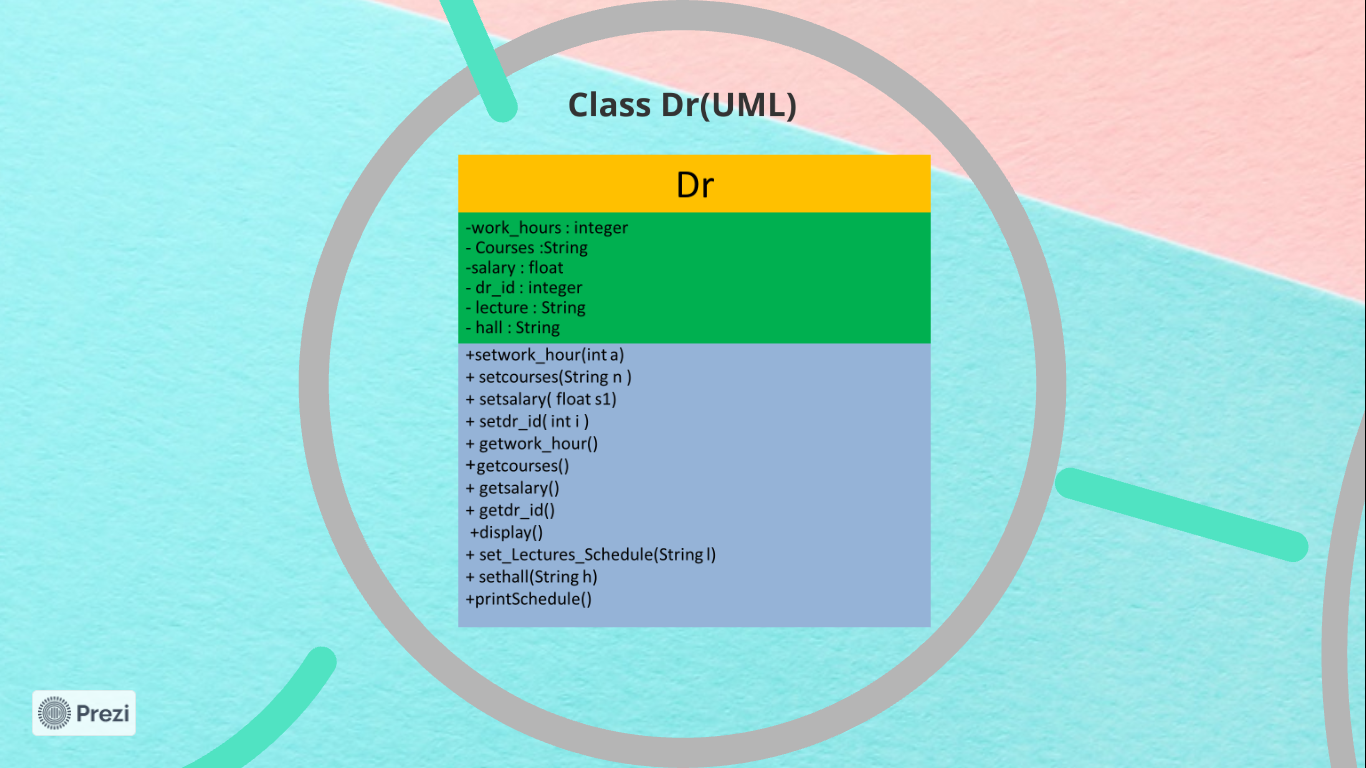 Class Dr(UML)
Dr
-work_hours : integer
- Courses :String
-salary : float
- dr_id : integer
- lecture : String
- hall : String
+setwork_hour(int a)
+ setcourses(String n )
+ setsalary( float s1)
+ setdr_id( int i )
+ getwork_hour()
+getcourses()
+ getsalary()
+ getdr_id()
+display()
+ set_Lectures_Schedule(String l)
+ sethall(String h)
+printSchedule()
Prezi